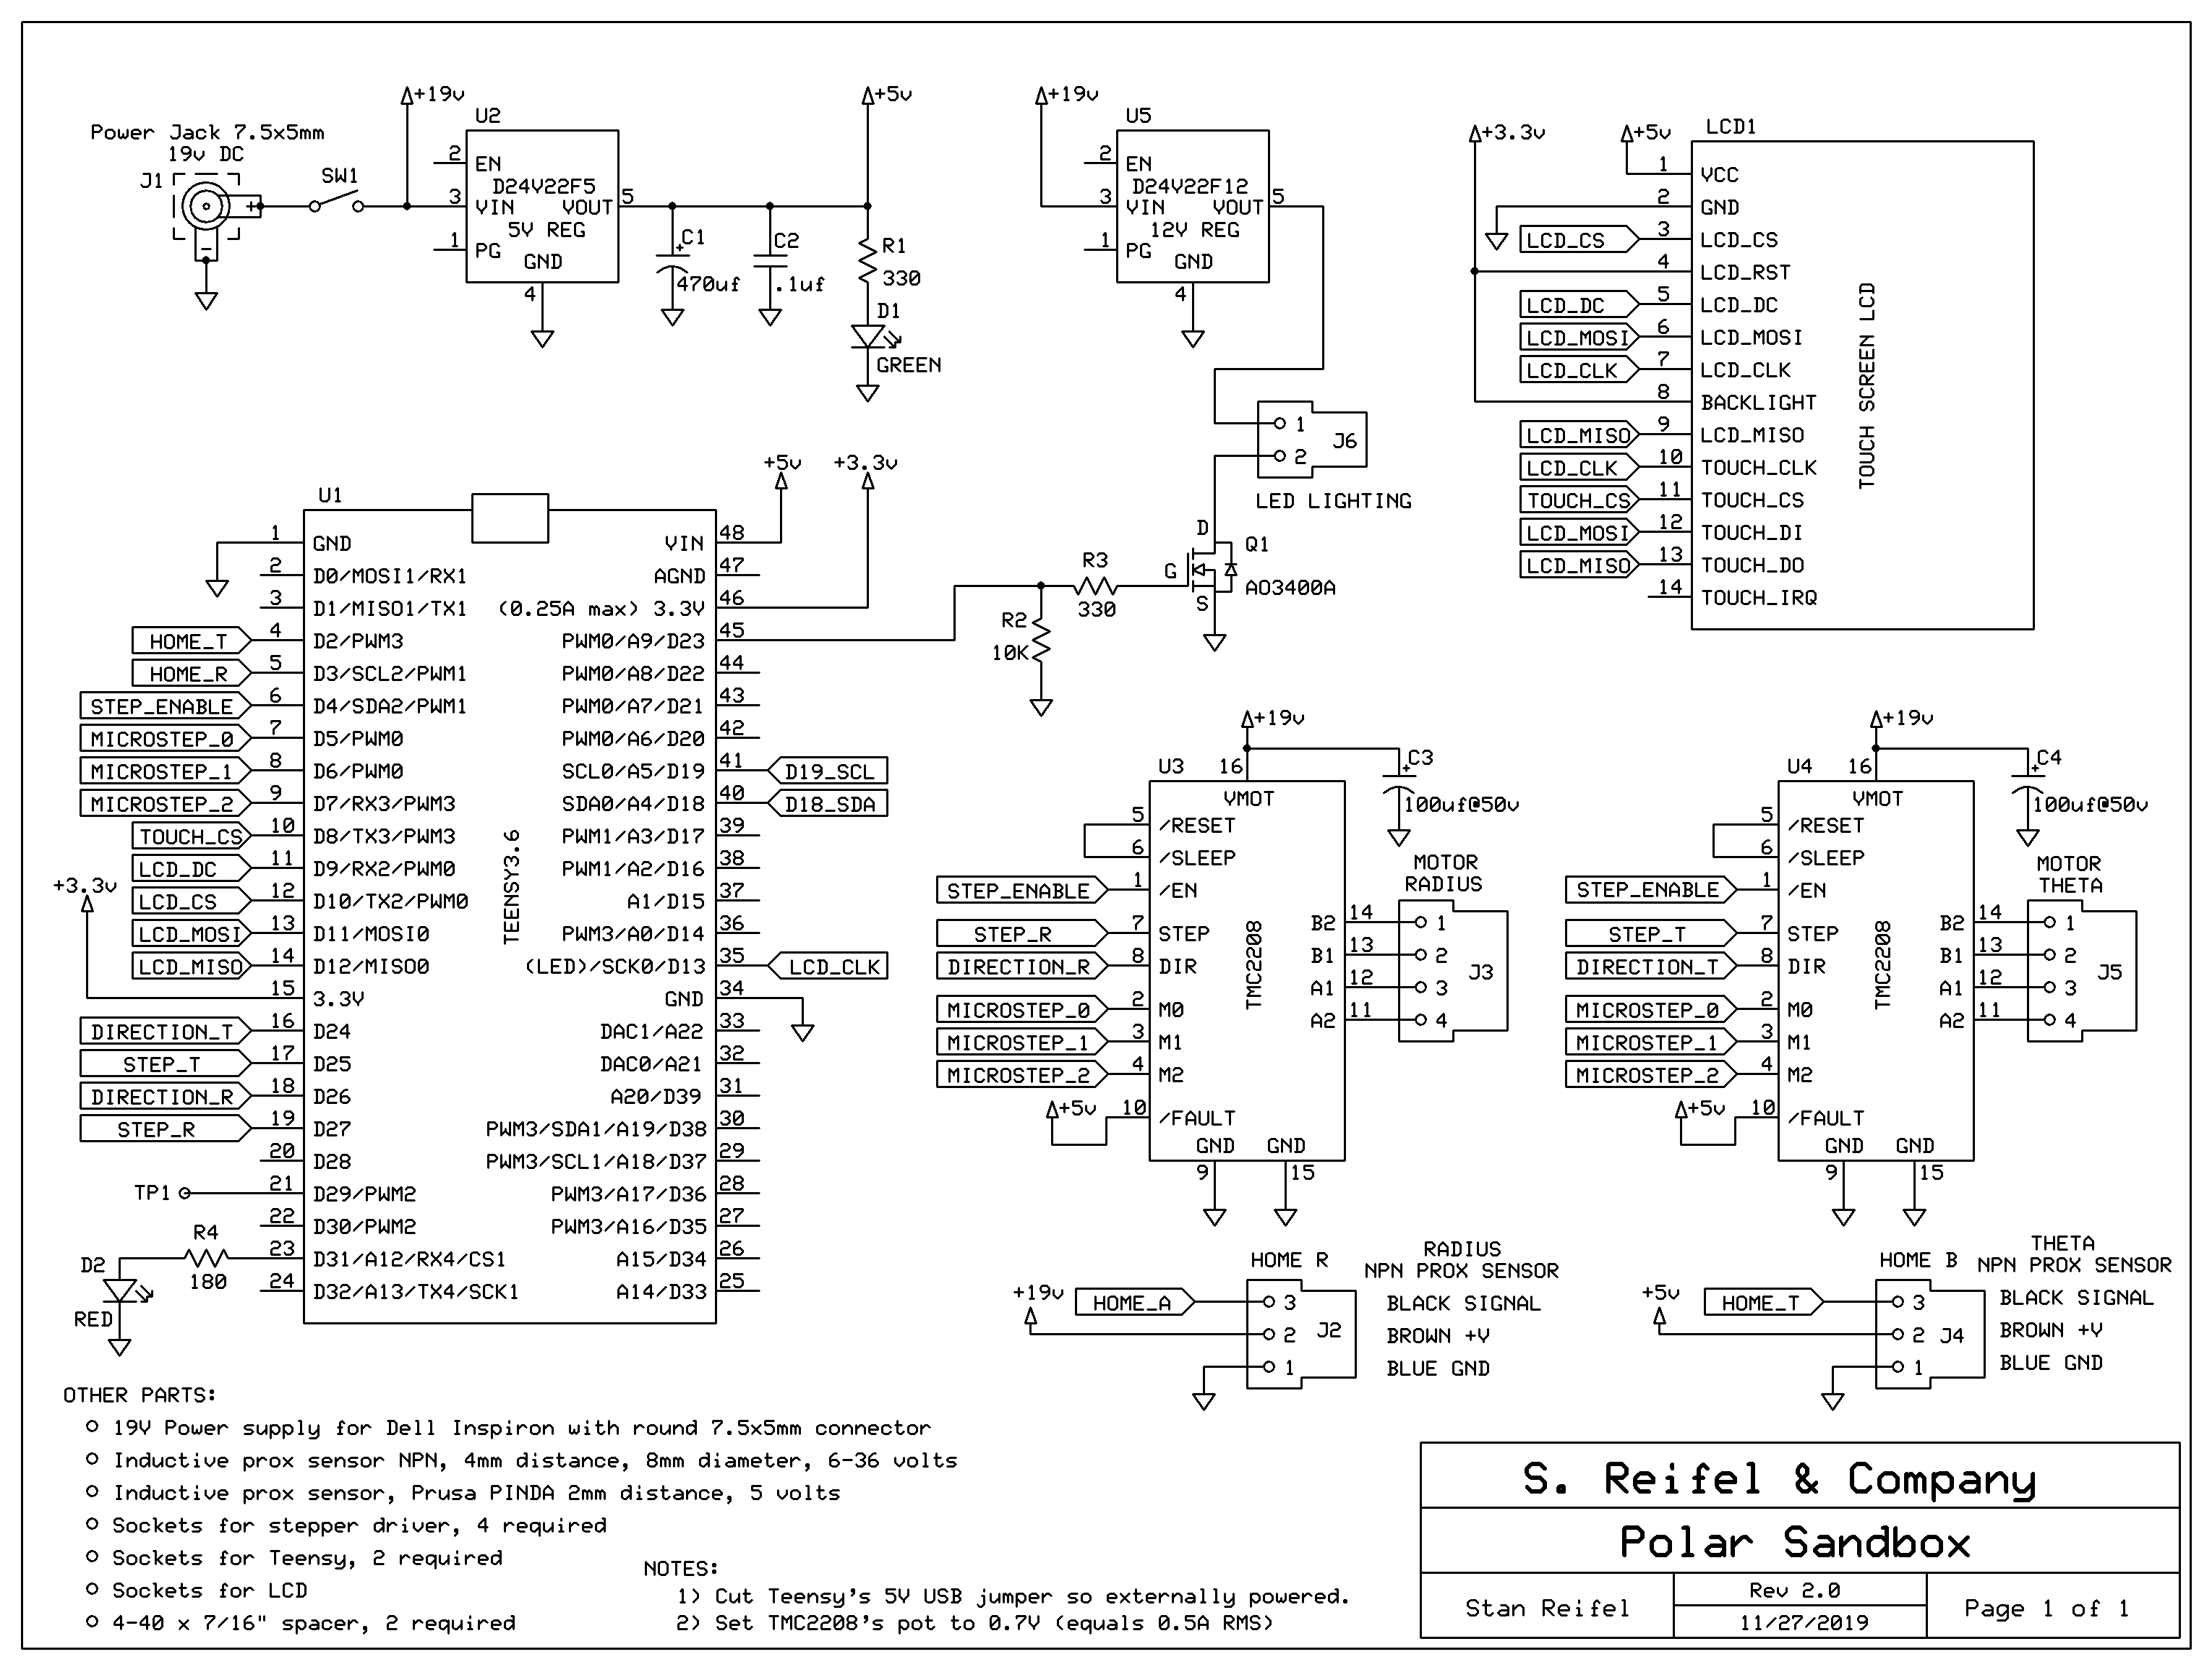 +19v
U2
+5v
Power Jack 7.5x5mm
19v DC
J1
+
-
SW1
2 EN
D24V22F5
3 VIN VOUT 5
5V REG
1 PG
GND
4
C1
+
470uf
C2
.1uf
R1
330
D1
GREEN
+19v
U5
2 EN
D24V22F12
3 VIN VOUT 5
12V REG
1 PG
GND
4
1
2
J6
LED LIGHTING
D
G
S
Q1
AO3400A
R3
330
R2
10K
+3.3v
+5v
LCD1
TOUCH SCREEN LCD
1 VCC
2 GND
LCD_CS 3 LCD_CS
4 LCD_RST
LCD_DC 5 LCD_DC
LCD_MOSI 6 LCD_MOSI
LCD_CLK 7 LCD_CLK
8 BACKLIGHT
LCD_MISO 9 LCD_MISO
LCD_CLK 10 TOUCH_CLK
TOUCH_CS 11 TOUCH_CS
LCD_MOSI 12 TOUCH_DI
LCD_MISO 13 TOUCH_DO
14 TOUCH_IRQ
U1
+5v
+3.3v
TEENSY3.6
1 GND VIN 48
2 D0/MOSI1/RX1 AGND 47
3 D1/MISO1/TX1 (0.25A max) 3.3V 46
HOME_T 4 D2/PWM3 PWM0/A9/D23 45
HOME_R 5 D3/SCL2/PWM1 PWM0/A8/D22 44
STEP_ENABLE 6 D4/SDA2/PWM1 PWM0/A7/D21 43
MICROSTEP_0 7 D5/PWM0 PWM0/A6/D20 42
MICROSTEP_1 8 D6/PWM0 SCL0/A5/D19 41 D19_SCL
MICROSTEP_2 9 D7/RX3/PWM3 SDA0/A4/D18 40 D18_SDA
TOUCH_CS 10 D8/TX3/PWM3 PWM1/A3/D17 39
LCD_DC 11 D9/RX2/PWM0 PWM1/A2/D16 38
+3.3v
LCD_CS 12 D10/TX2/PWM0 A1/D15 37
LCD_MOSI 13 D11/MOSI0 PWM3/A0/D14 36
LCD_MISO 14 D12/MISO0 (LED)/SCK0/D13 35 LCD_CLK
15 3.3V GND 34
DIRECTION_T 16 D24 DAC1/A22 33
STEP_T 17 D25 DAC0/A21 32
DIRECTION_R 18 D26 A20/D39 31
STEP_R 19 D27 PWM3/SDA1/A19/D38 30
20 D28 PWM3/SCL1/A18/D37 29
TP1 21 D29/PWM2 PWM3/A17/D36 28
22 D30/PWM2 PWM3/A16/D35 27
23 D31/A12/RX4/CS1 A15/D34 26
24 D32/A13/TX4/SCK1 A14/D33 25
R4
180
D2
RED
+19v
U3 16
VMOT
C3
+
100uf@50v
TMC2208
5 /RESET
6 /SLEEP
STEP_ENABLE 1 /EN
STEP_R 7 STEP
DIRECTION_R 8 DIR
MICROSTEP_0 2 M0
MICROSTEP_1 3 M1
MICROSTEP_2 4 M2
+5v 10 /FAULT
GND GND
9 15
MOTOR
RADIUS
B2 14 1
B1 13 2
A1 12 3
A2 11 4
J3
+19v
U4 16
VMOT
C4
+
100uf@50v
TMC2208
5 /RESET
6 /SLEEP
STEP_ENABLE 1 /EN
STEP_T 7 STEP
DIRECTION_T 8 DIR
MICROSTEP_0 2 M0
MICROSTEP_1 3 M1
MICROSTEP_2 4 M2
+5v 10 /FAULT
GND GND
9 15
MOTOR
THETA
B2 14 1
B1 13 2
A1 12 3
A2 11 4
J5
HOME R
RADIUS
NPN PROX SENSOR
+19v
HOME_A 3 BLACK SIGNAL
2 BROWN +V
1 BLUE GND
J2
HOME B
THETA
NPN PROX SENSOR
+5v
HOME_T 3 BLACK SIGNAL
2 BROWN +V
1 BLUE GND
J4
OTHER PARTS:
19V Power supply for Dell Inspiron with round 7.5x5mm connector
Inductive prox sensor NPN, 4mm distance, 8mm diameter, 6-36 volts
Inductive prox sensor, Prusa PINDA 2mm distance, 5 volts
Sockets for stepper driver, 4 required
Sockets for Teensy, 2 required
Sockets for LCD
4-40 x 7/16" spacer, 2 required
NOTES:
1) Cut Teensy's 5V USB jumper so externally powered.
2) Set TMC2208's pot to 0.7V (equals 0.5A RMS)
S. Reifel & Company
Polar Sandbox
Stan Reifel
Rev 2.0
11/27/2019
Page 1 of 1